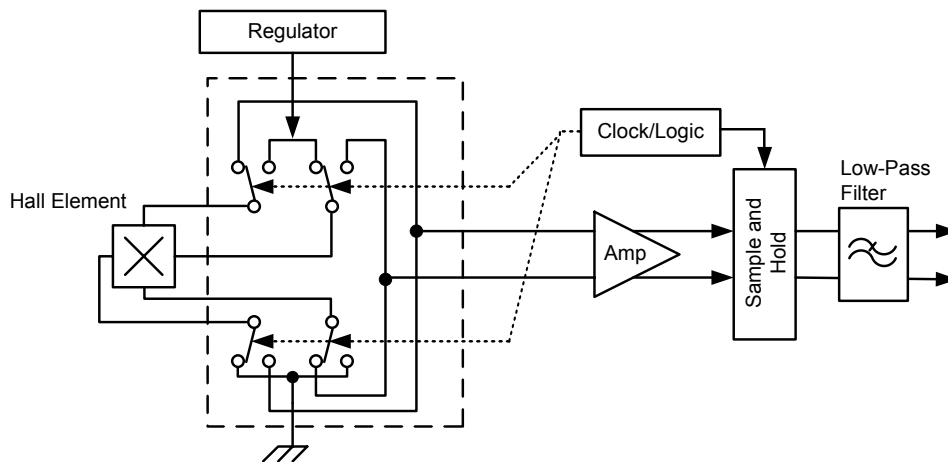 Regulator
Clock/Logic
Hall Element
Low-Pass
Filter
Amp
Sample and
Hold